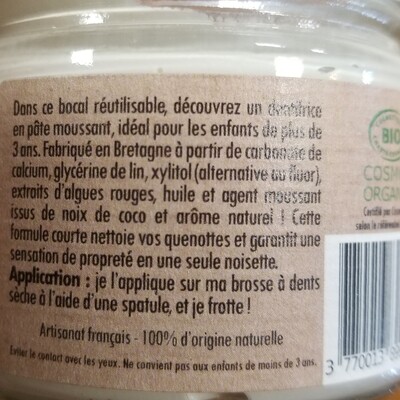 Dans ce bocal réutilisable, découvrez un dentifrice
en pâte moussant, idéal pour les enfants de plus de
3 ans. Fabriqué en Bretagne à partir de carbonate de
calcium, glycérine de lin, xylitol (alternative au fluor),
extraits d'algues rouges, huile et agent moussant
issus de noix de coco et arôme naturel ! Cette
formule courte nettoie vos quenottes et garantit une
sensation de propreté en une seule noisette.
Application : je l'applique sur ma brosse à dents
sèche à l'aide d'une spatule, et je frotte !
Artisanat français - 100% d'origine naturelle
Eviter le contact avec les yeux. Ne convient pas aux enfants de moins de 3 ans.
BIO
COSM
ORGAN
Certifié par
selon le
3 770013